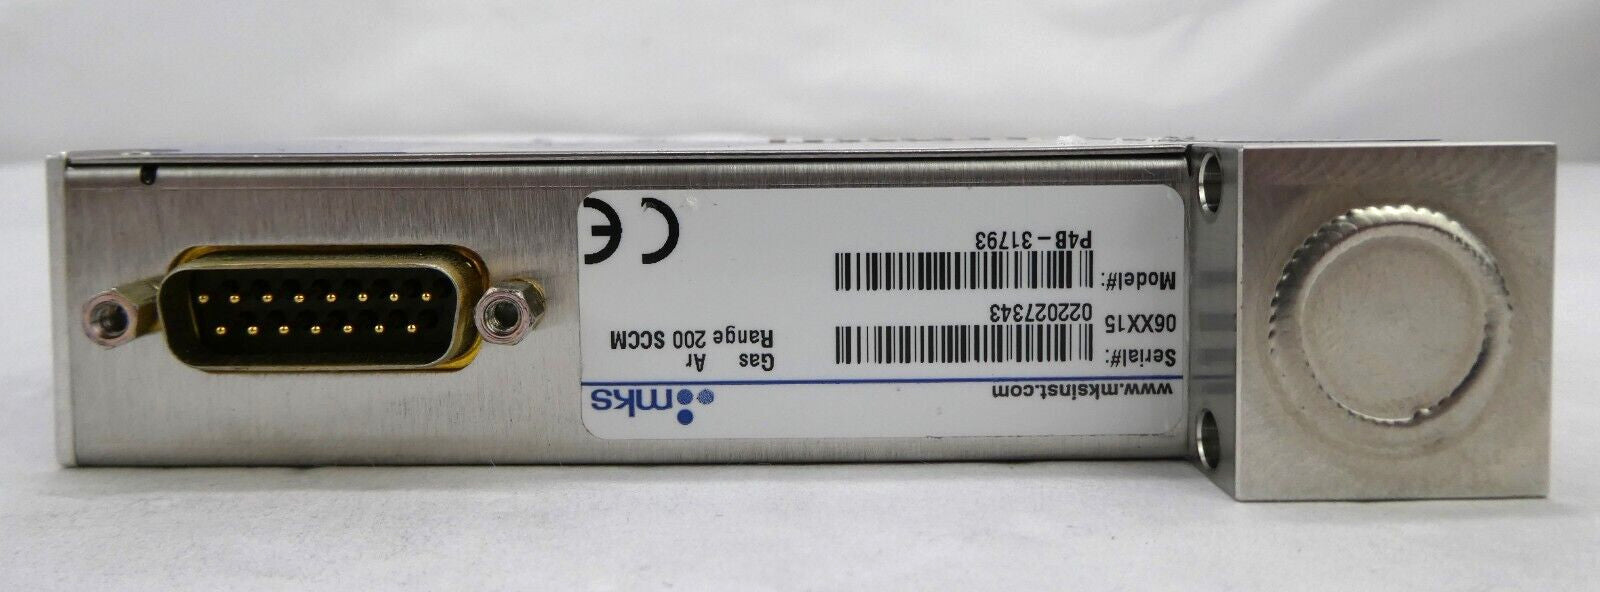 www.mksinst.com
mks
Serial#:
06XX15 022027343
Model#:
P4B-31793
Gas Ar
Range 200 SCCM
CE